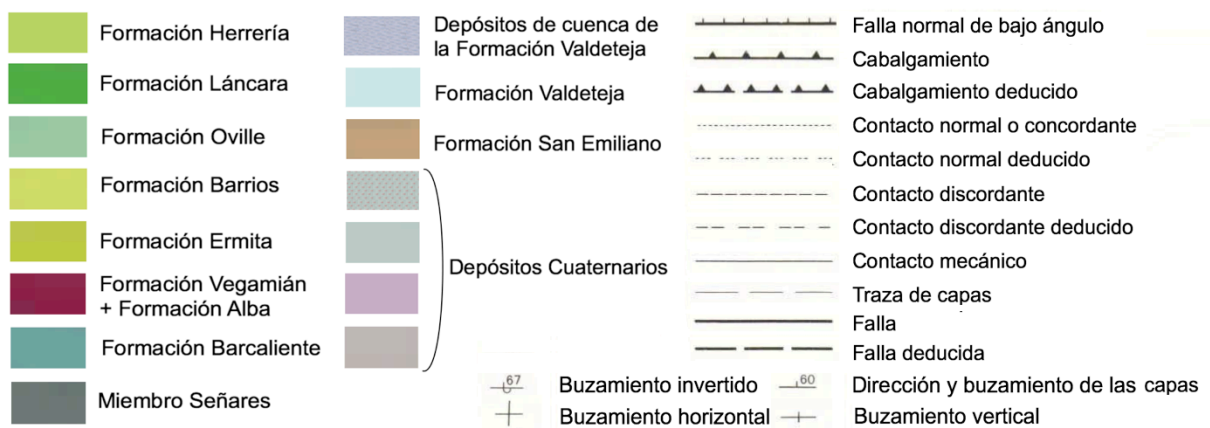 Formación Herrería
Formación Láncara
Formación Oville
Formación Barrios
Formación Ermita
Formación Vegamián
+ Formación Alba
Formación Barcaliente
Miembro Señares
Depósitos de cuenca de
la Formación Valdeteja
Formación Valdeteja
Formación San Emiliano
Depósitos Cuaternarios
Falla normal de bajo ángulo
Cabalgamiento
Cabalgamiento deducido
Contacto normal o concordante
Contacto normal deducido
Contacto discordante
Contacto discordante deducido
Contacto mecánico
Traza de capas
Falla
Falla deducida
67 Buzamiento invertido
60 Dirección y buzamiento de las capas
Buzamiento horizontal
Buzamiento vertical